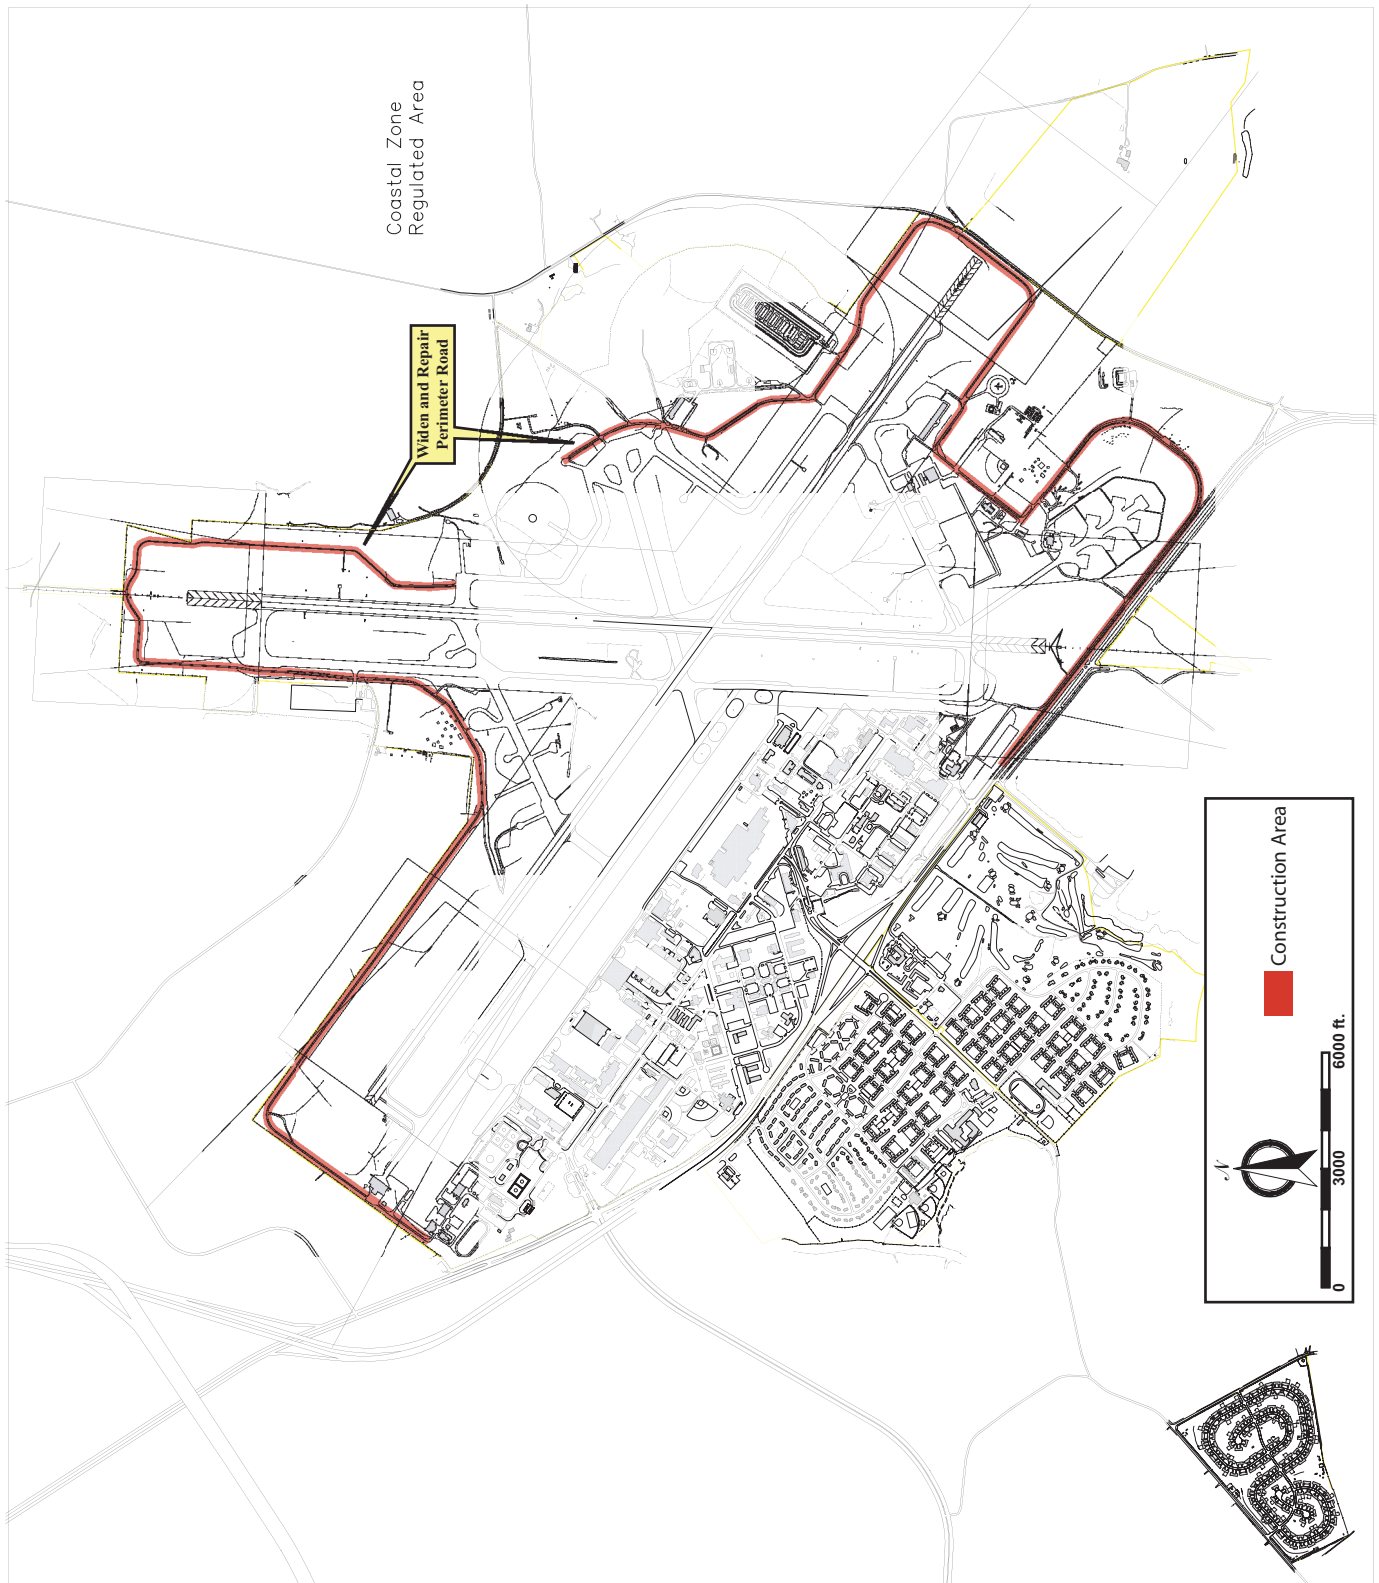 Coastal Zone
Regulated Area
Widen and Repair
Perimeter Road
Construction Area
N
0
3000
6000 ft.